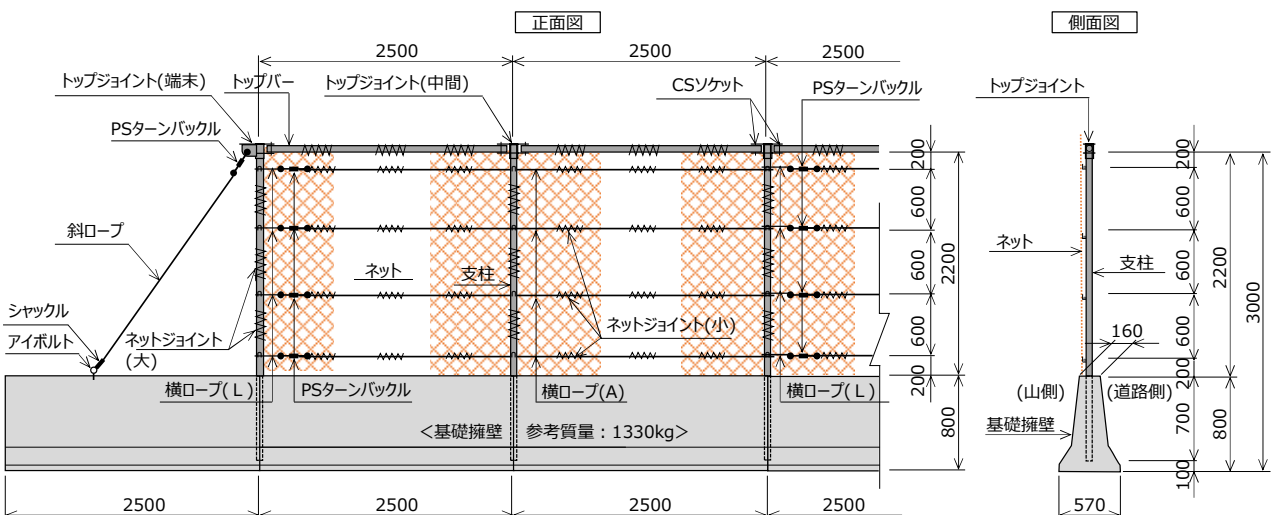 正面図
側面図
2500
2500
2500
トップジョイント(端末)
トップバー
トップジョイント(中間)
CSソケット
PSターンバックル
トップジョイント
PSターンバックル
斜ロープ
シャックル
アイボルト
ネットジョイント
(大)
ネット
支柱
ネットジョイント(小)
横ロープ(L)
PSターンバックル
横ロープ(A)
横ロープ(L)
<基礎擁壁 参考質量:1330kg>
200
600
600
600
200
2200
800
2500
2500
2500
2500
ネット
支柱
160
(山側)
(道路側)
基礎擁壁
200
600
600
600
200
700
100
2200
800
3000
570